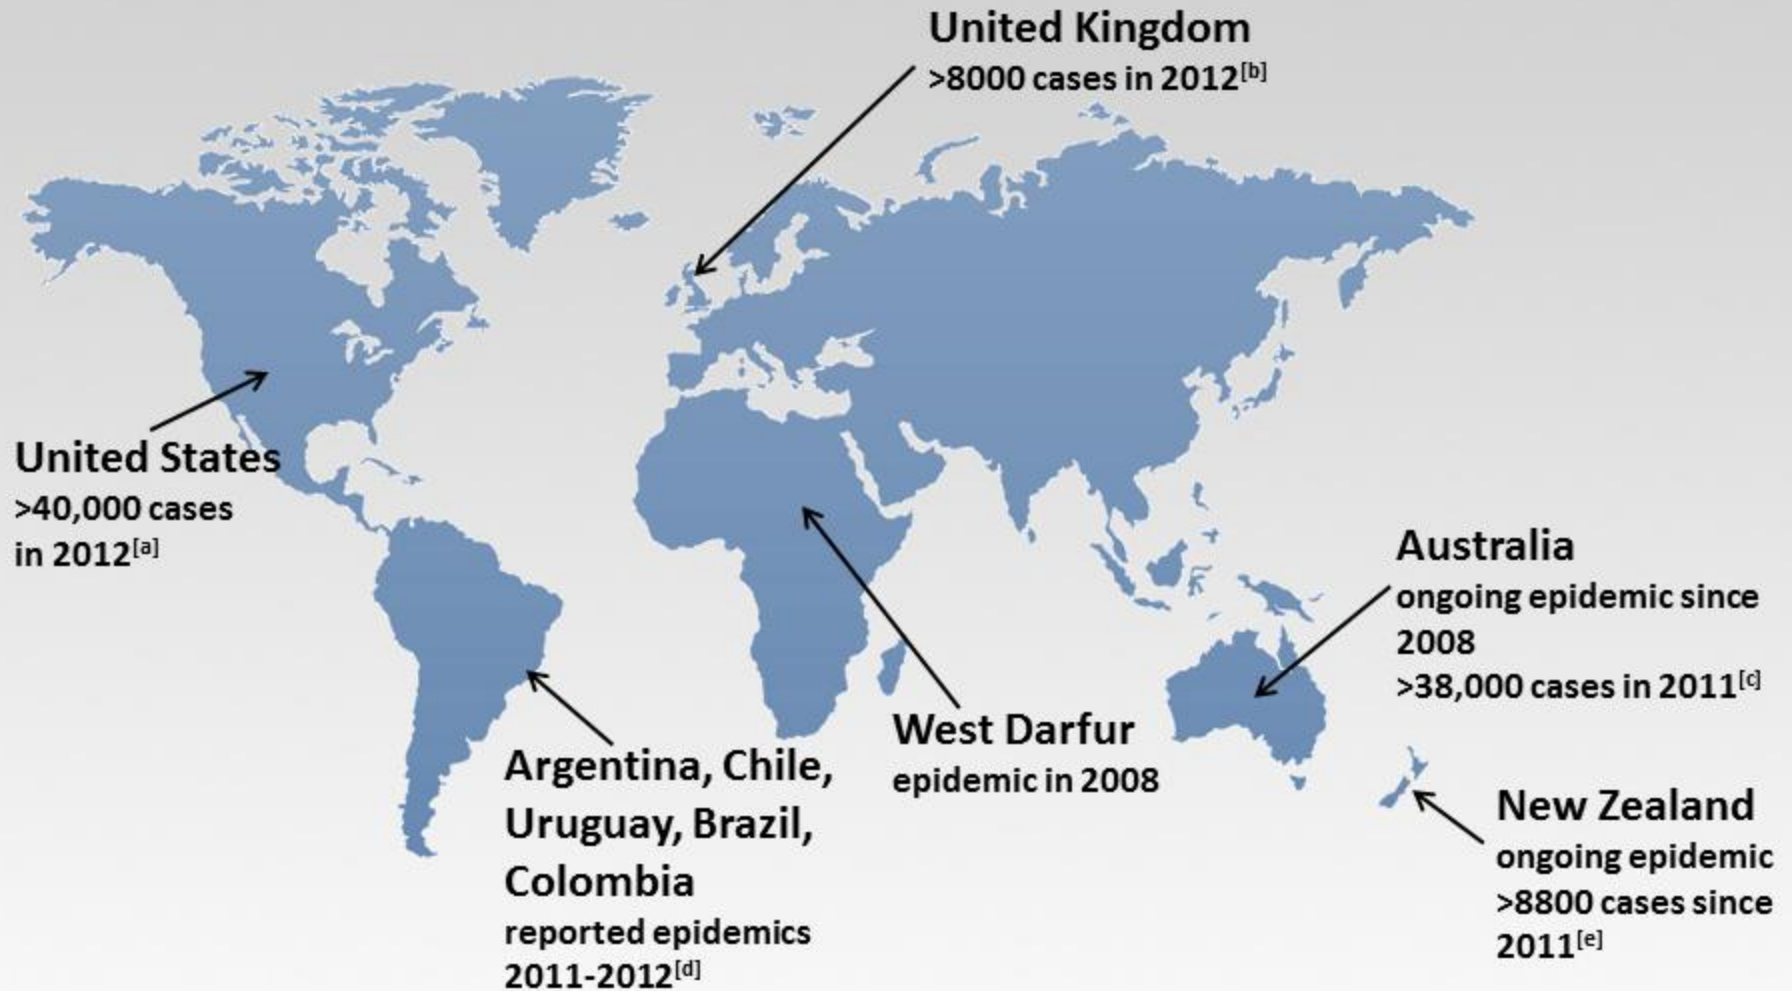 United Kingdom
>8000 cases in 2012[b]
United States
>40,000 cases
in 2012[a]
Australia
ongoing epidemic since
2008
>38,000 cases in 2011[c]
West Darfur
epidemic in 2008
Argentina, Chile,
Uruguay, Brazil,
Colombia
reported epidemics
2011-2012[d]
New Zealand
ongoing epidemic
>8800 cases since
2011[e]